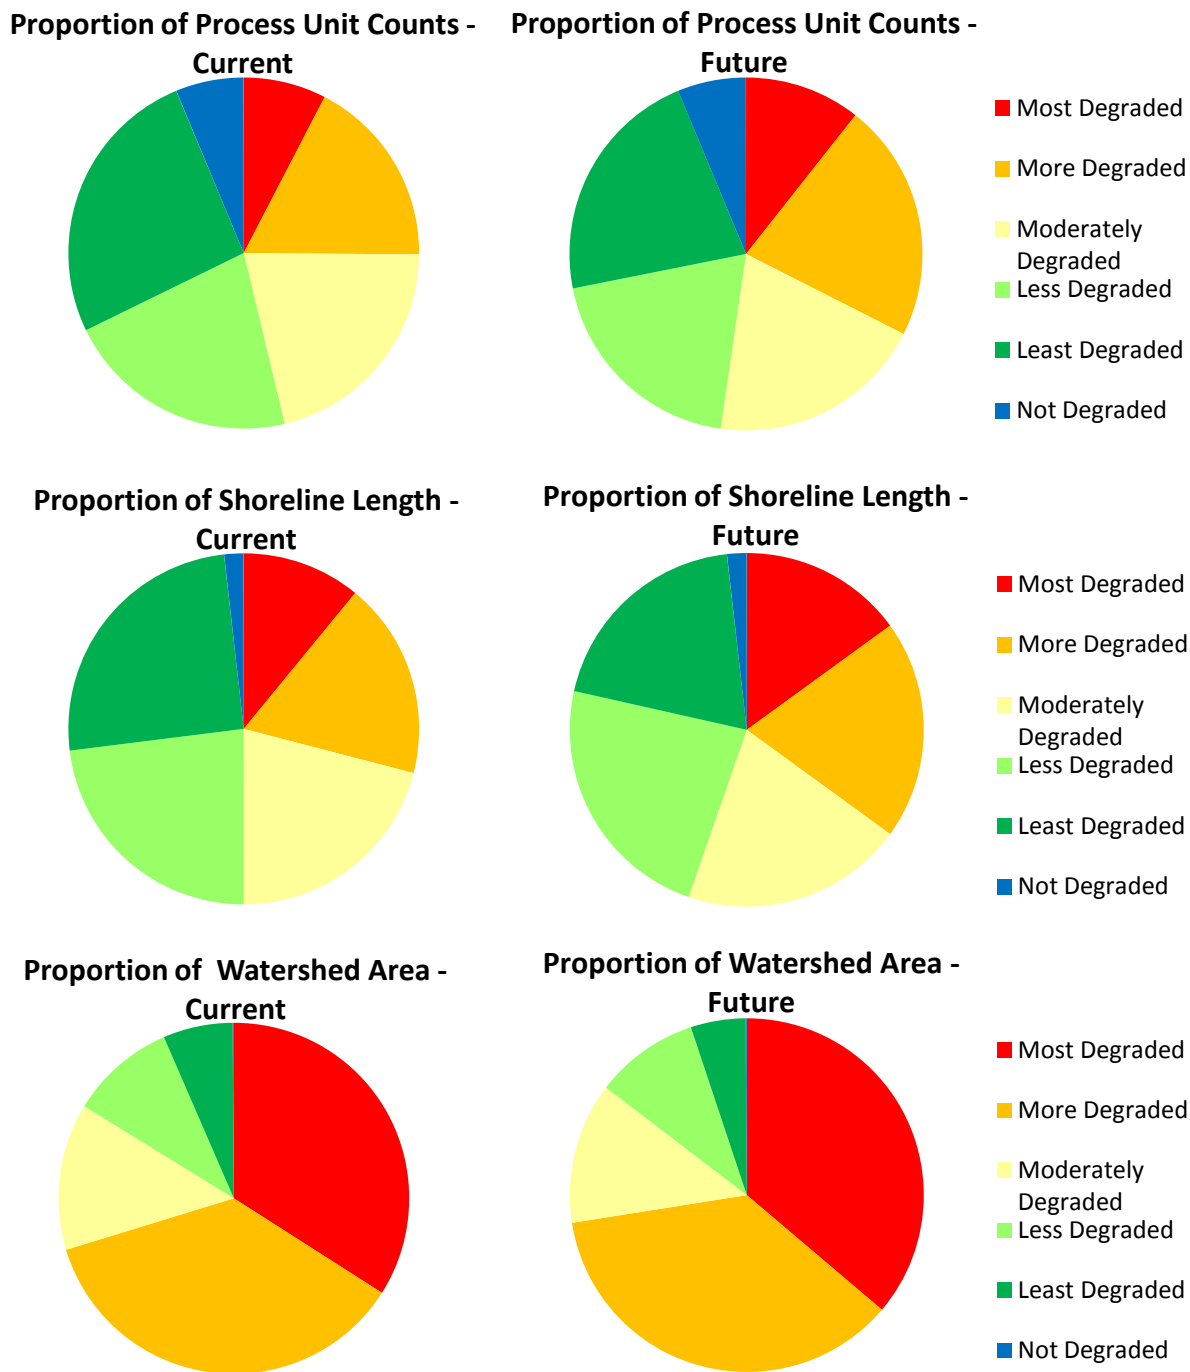 Proportion of Process Unit Counts -
Current
Proportion of Process Unit Counts -
Future
Most Degraded
More Degraded
Moderately
Degraded
Less Degraded
Least Degraded
Not Degraded
Proportion of Shoreline Length -
Current
Proportion of Shoreline Length -
Future
Most Degraded
More Degraded
Moderately
Degraded
Less Degraded
Least Degraded
Not Degraded
Proportion of  Watershed Area -
Current
Proportion of Watershed Area -
Future
Most Degraded
More Degraded
Moderately
Degraded
Less Degraded
Least Degraded
Not Degraded